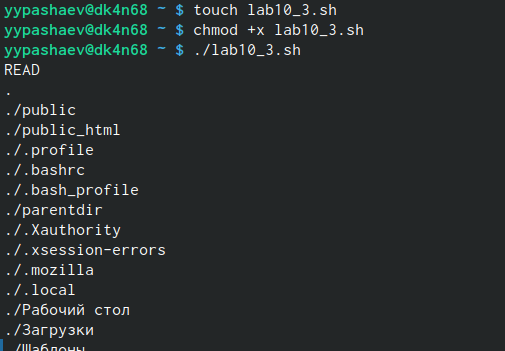 yypashaev@dk4n68 ~ $ touch lab10_3.sh
yypashaev@dk4n68 ~ $ chmod +x lab10_3.sh
yypashaev@dk4n68 ~ $ ./lab10_3.sh
READ
.
./public
./public_html
./.profile
./.bashrc
./.bash_profile
./parentdir
./.Xauthority
./.xsession-errors
./.mozilla
./.local
./Рабочий стол
./Загрузки
./Шаблоны